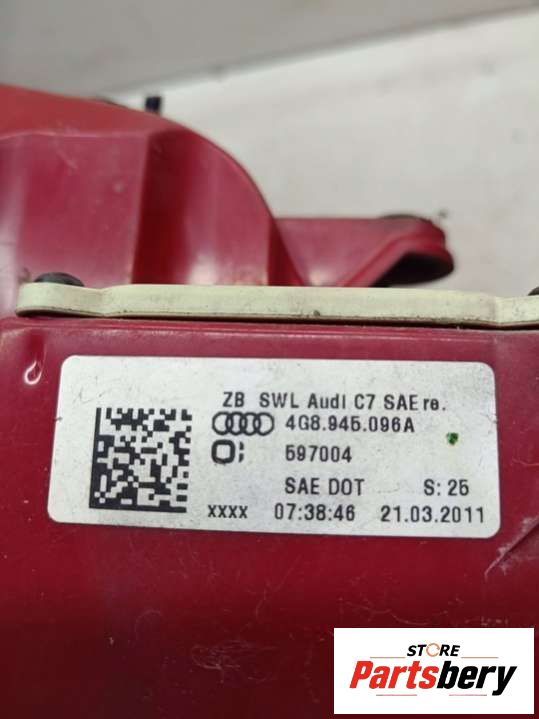 ZB SWL Audi C7 SAE re.
4G8.945.096A
597004
SAE DOT S: 25
xxxx 07:38:46 21.03.2011
STORE
Partsbery